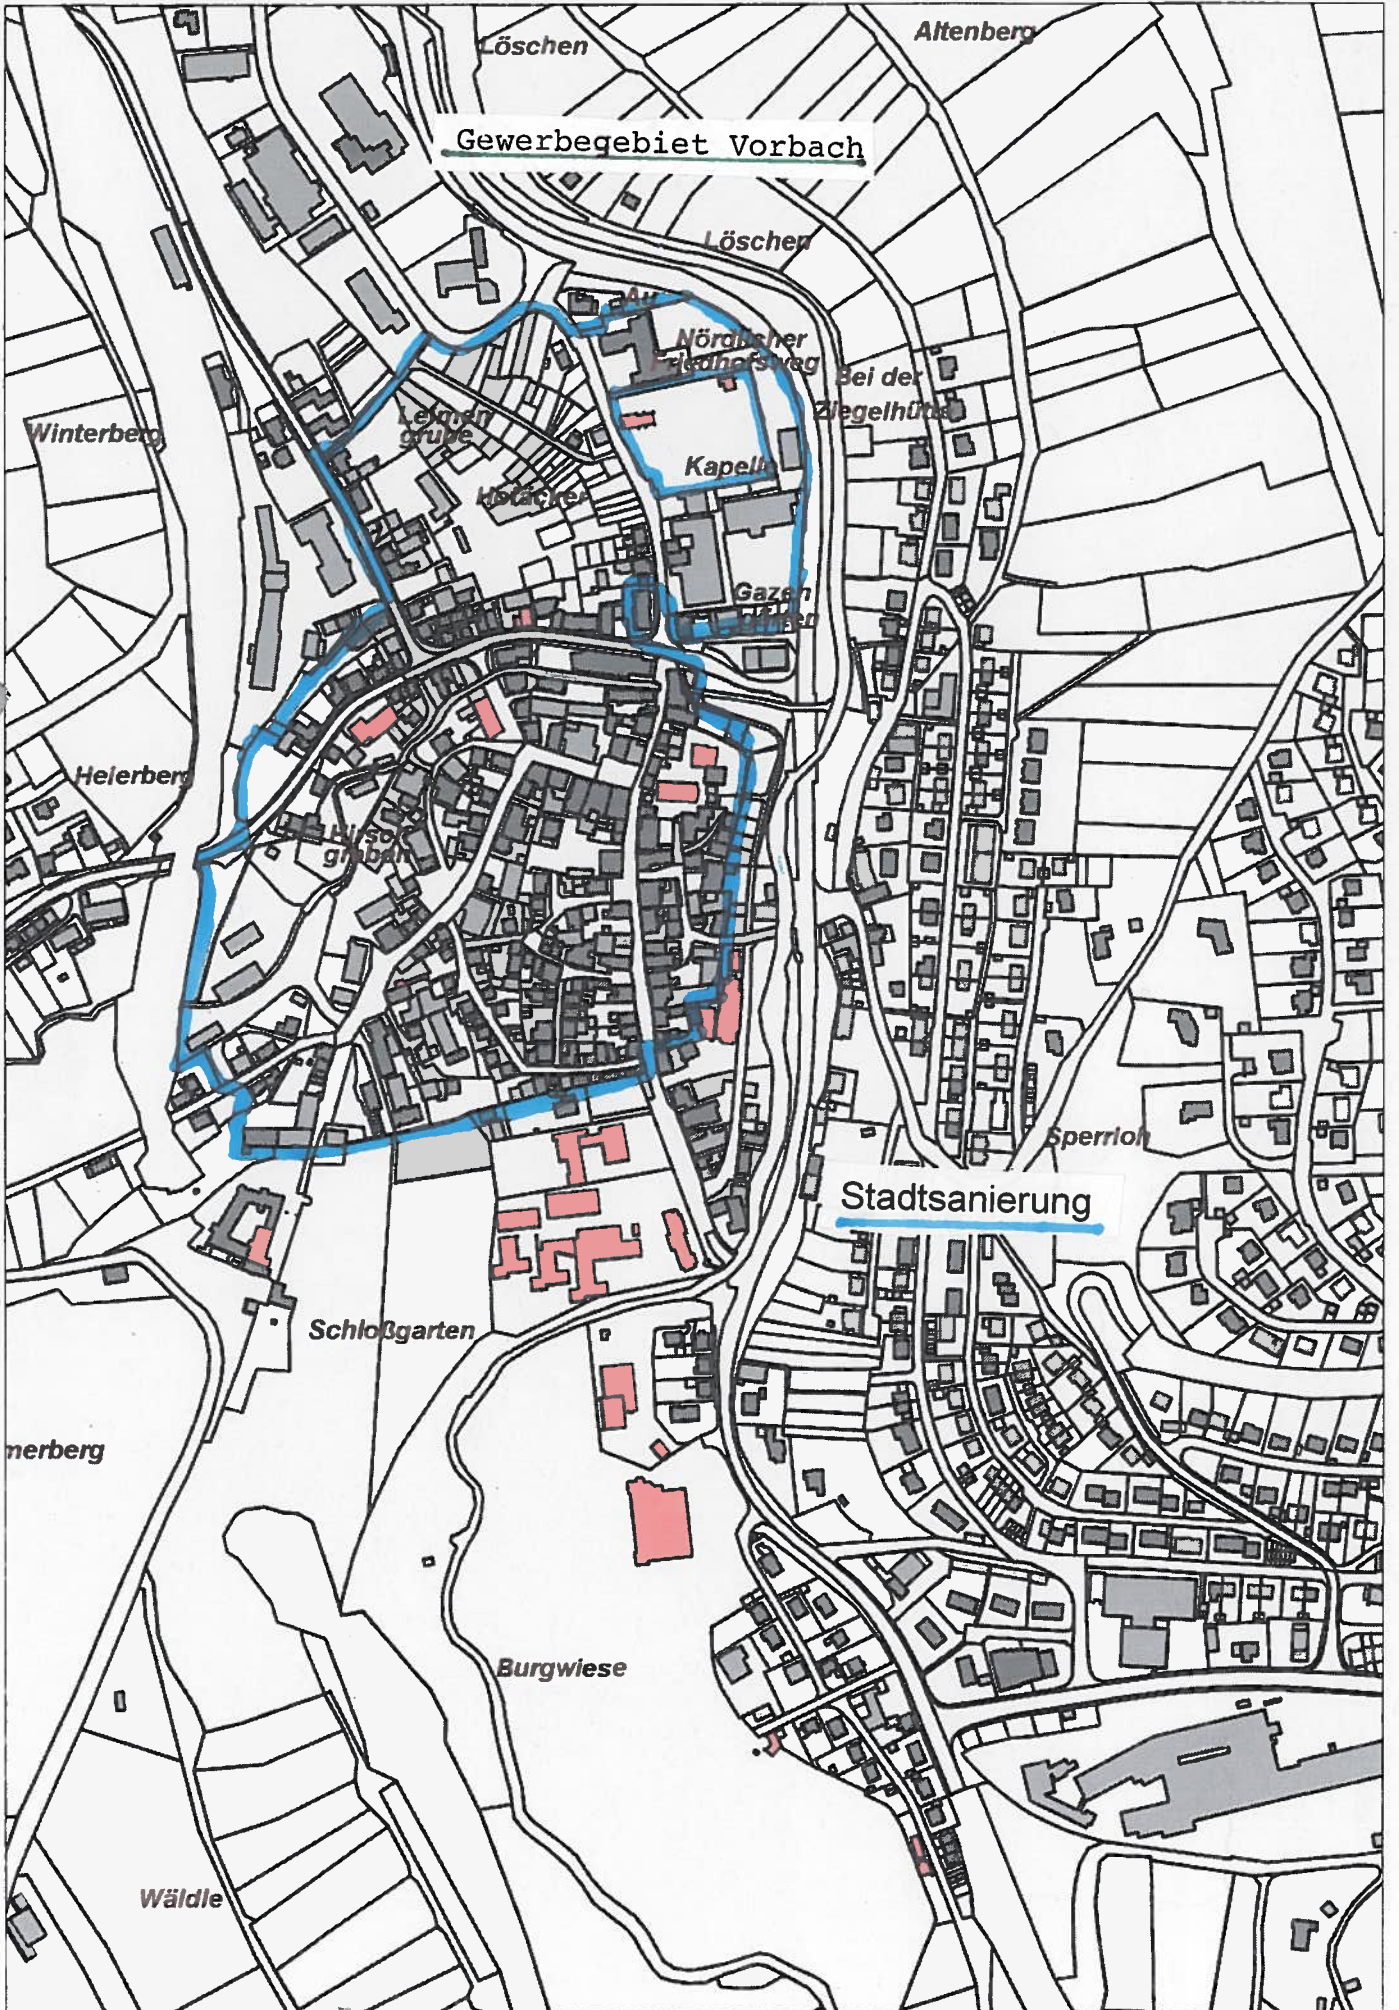 Altenberg
Löschen
Gewerbegebiet Vorbach
Löschen
Au
Nördlicher
Friedhofsweg
Bei der
Ziegelhütte
Leimen
grube
Winterberg
Kapelle
Hofäcker
Gazen
Heierberg
Hirsch
graben
Sperrloh
Stadtsanierung
Schloßgarten
merberg
Burgwiese
Wäldle